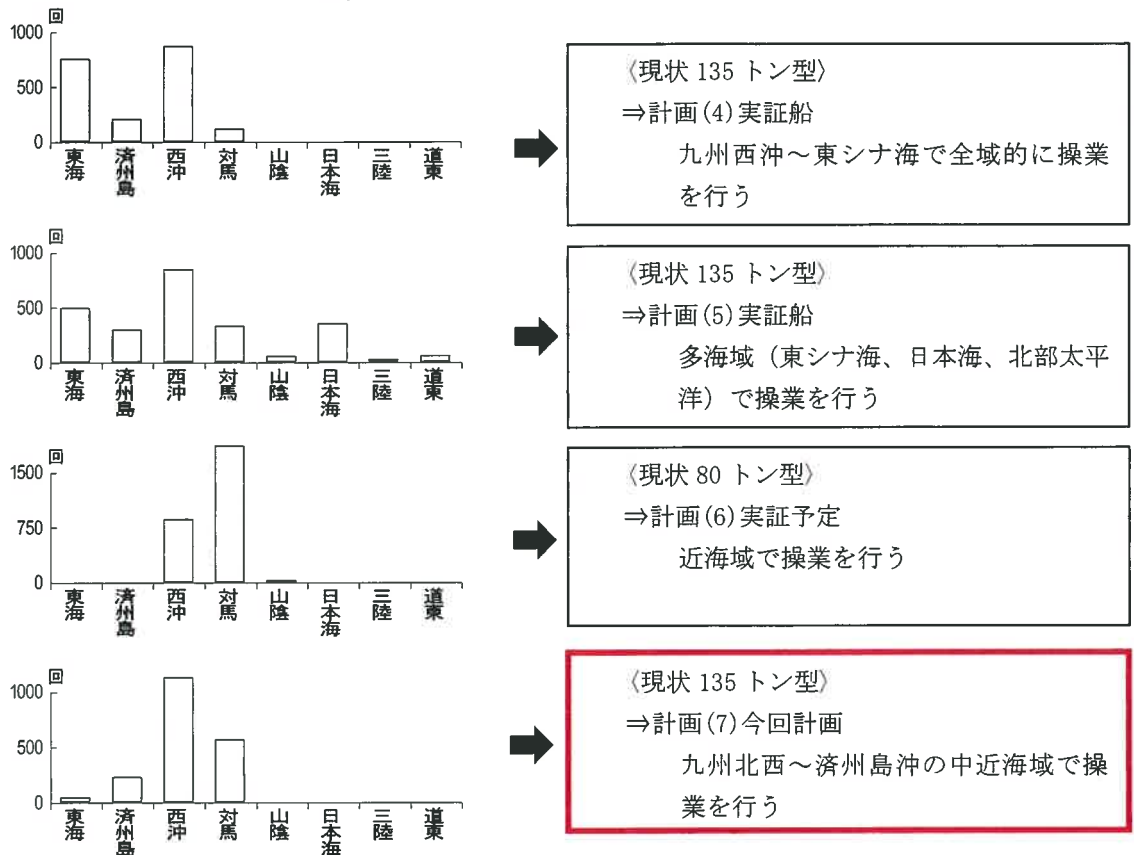 回
1000
500
0
東海
済州島
西沖
対馬
山陰
日本海
三陸
道東
〈現状 135 トン型〉
⇒計画(4)実証船
九州西沖～東シナ海で全域的に操業
を行う
回
1000
500
0
東海
済州島
西沖
対馬
山陰
日本海
三陸
道東
〈現状 135 トン型〉
⇒計画(5)実証船
多海域（東シナ海、日本海、北部太平
洋）で操業を行う
回
1500
750
0
東海
済州島
西沖
対馬
山陰
日本海
三陸
道東
〈現状 80 トン型〉
⇒計画(6)実証予定
近海域で操業を行う
回
1000
500
0
東海
済州島
西沖
対馬
山陰
日本海
三陸
道東
〈現状 135 トン型〉
⇒計画(7)今回計画
九州北西～済州島沖の中近海域で操
業を行う